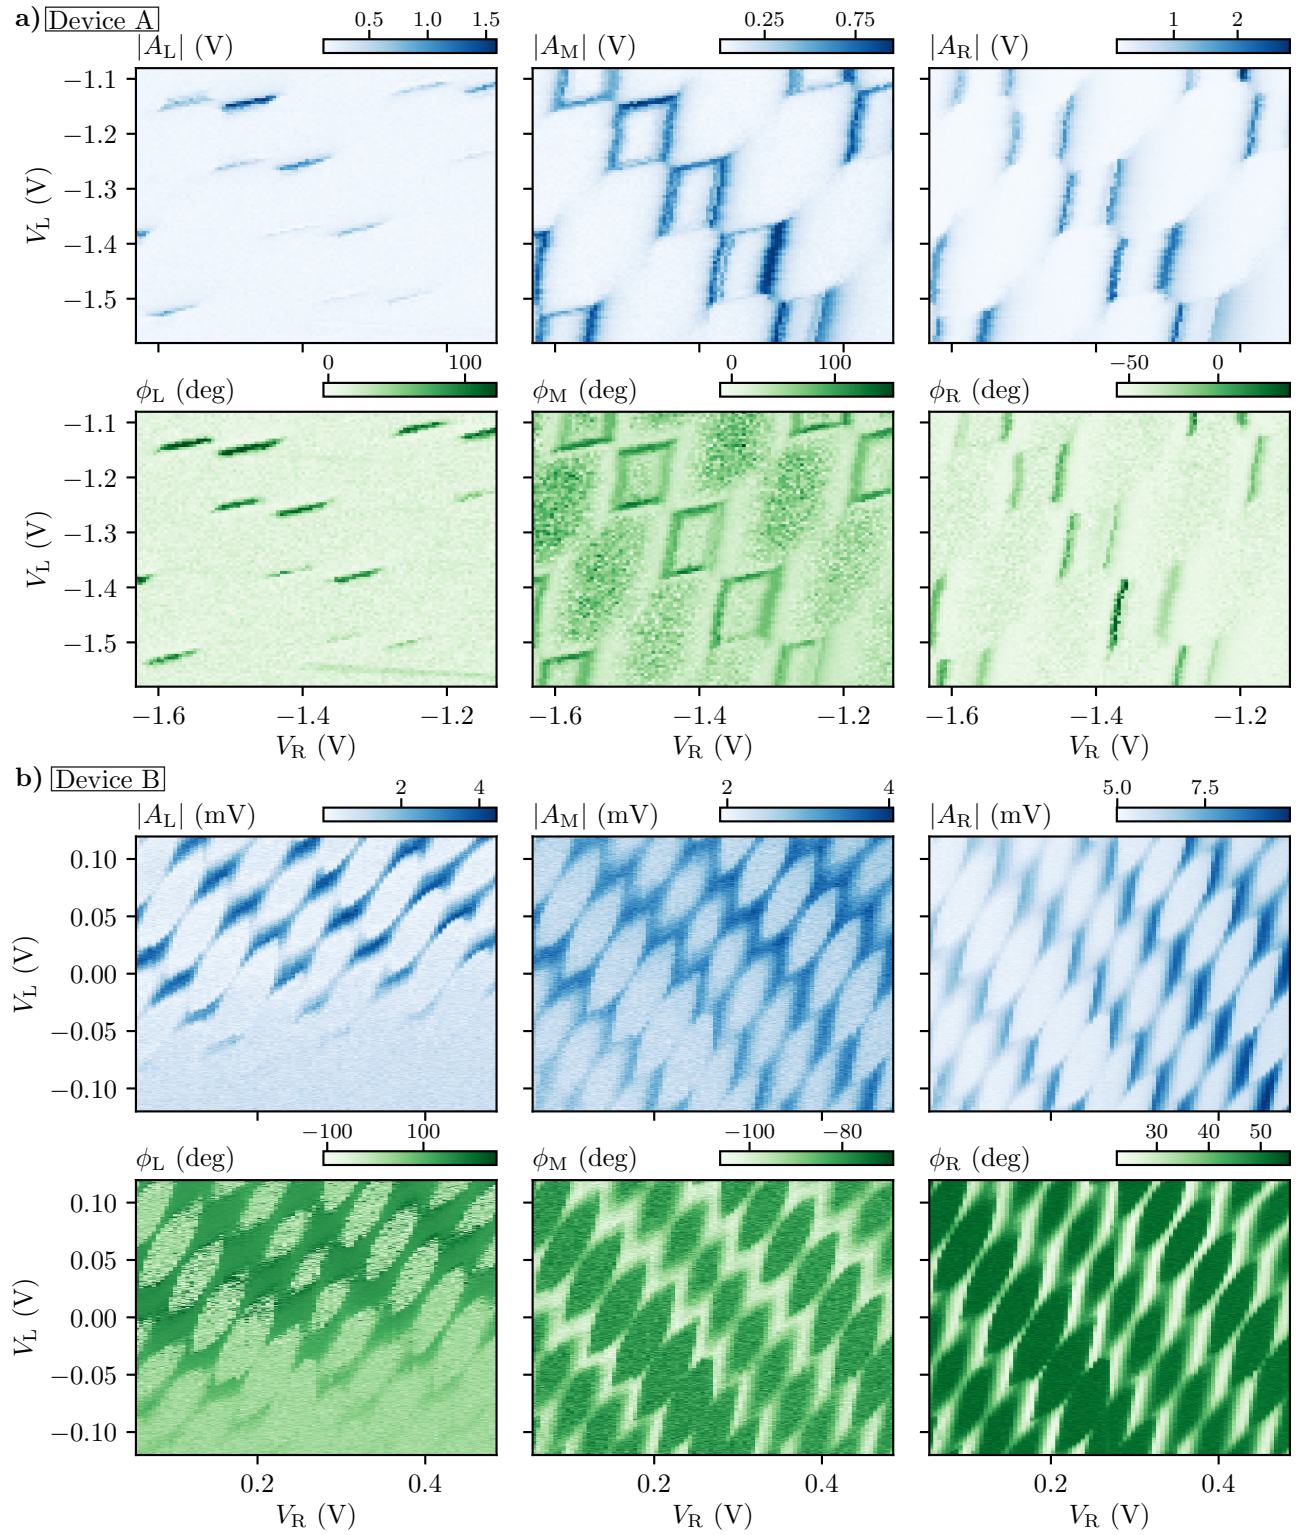 a) Device A
|A_L| (V) 0.5 1.0 1.5
|A_M| (V) 0.25 0.75
|A_R| (V) 1 2
V_L (V) −1.1 −1.2 −1.3 −1.4 −1.5
ϕ_L (deg) 0 100
ϕ_M (deg) 0 100
ϕ_R (deg) −50 0
V_L (V) −1.1 −1.2 −1.3 −1.4 −1.5
−1.6 −1.4 −1.2 −1.6 −1.4 −1.2 −1.6 −1.4 −1.2
V_R (V) V_R (V) V_R (V)
b) Device B
|A_L| (mV) 2 4
|A_M| (mV) 2 4
|A_R| (mV) 5.0 7.5
V_L (V) 0.10 0.05 0.00 −0.05 −0.10
ϕ_L (deg) −100 100
ϕ_M (deg) −100 −80
ϕ_R (deg) 30 40 50
V_L (V) 0.10 0.05 0.00 −0.05 −0.10
0.2 0.4 0.2 0.4 0.2 0.4
V_R (V) V_R (V) V_R (V)